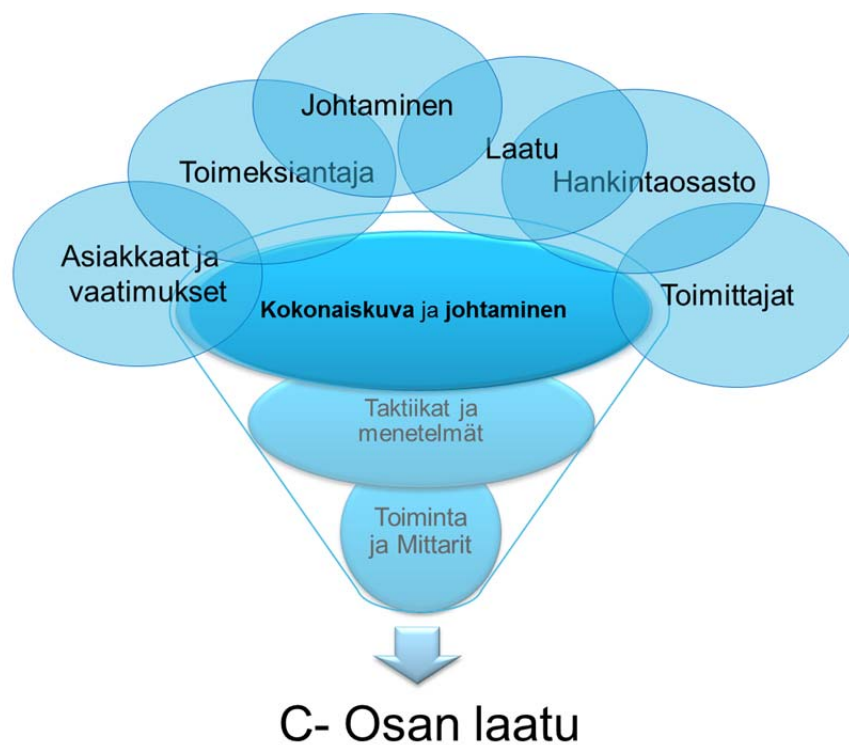 Johtaminen
Laatu
Toimeksiantaja
Hankintaosasto
Asiakkaat ja
vaatimukset
Toimittajat
Kokonaiskuva ja johtaminen
Taktiikat ja
menetelmät
Toiminta
ja Mittarit
C- Osan laatu